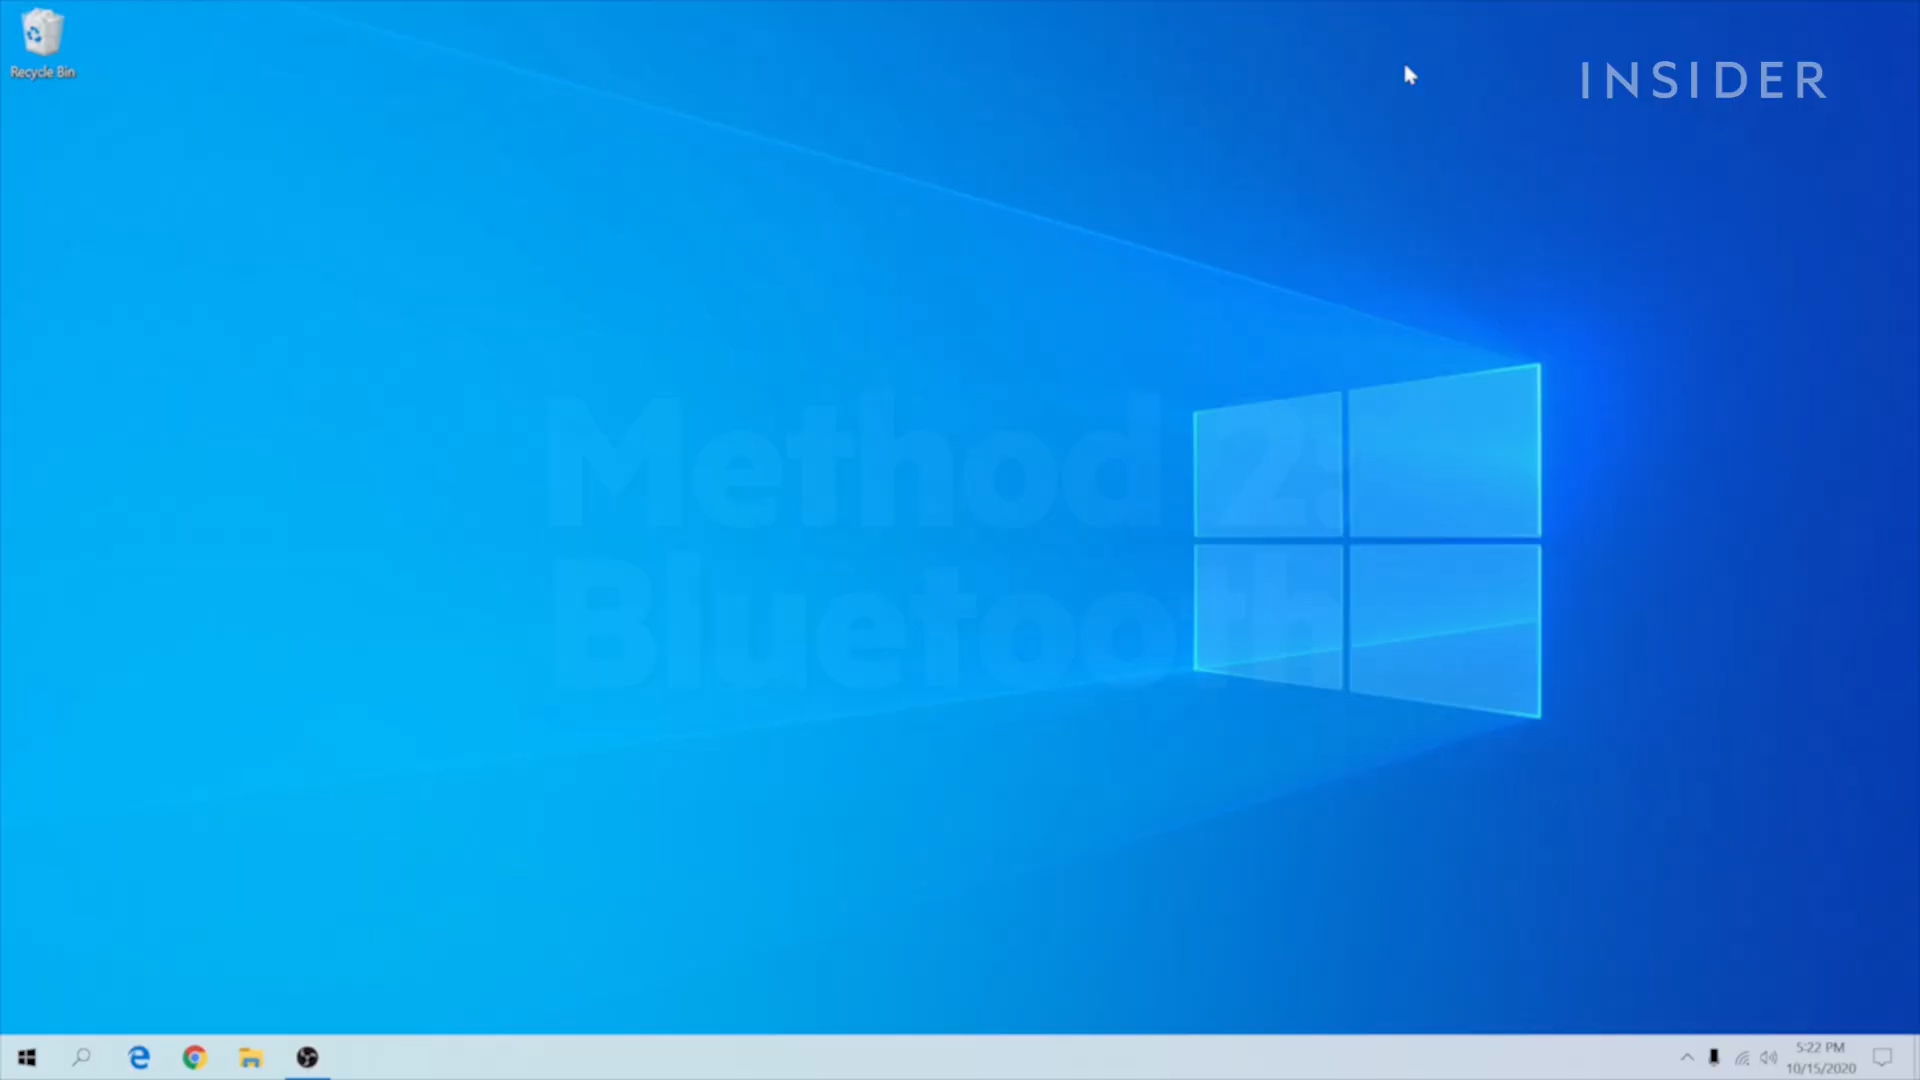 Recycle Bin
INSIDER
Method 2:
Bluetooth
5:22 PM
10/15/2020